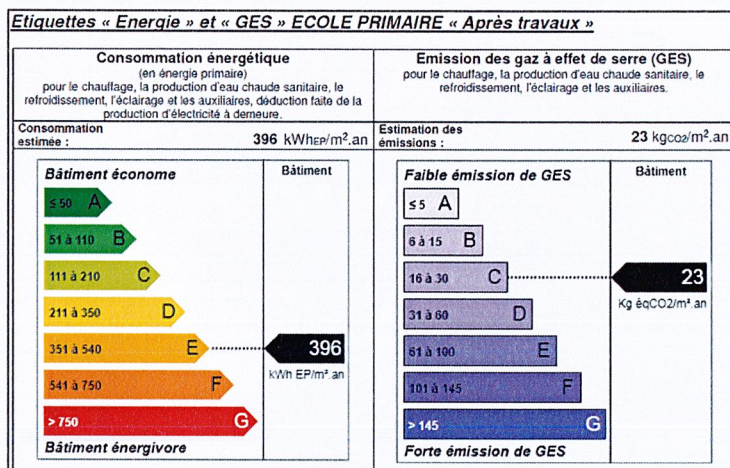 Etiquettes « Energie » et « GES » ECOLE PRIMAIRE « Après travaux »
Consommation énergétique
(en énergie primaire)
pour le chauffage, la production d'eau chaude sanitaire, le
refroidissement, l'éclairage et les auxiliaires, déduction faite de la
production d'électricité à demeure.
Consommation
estimée :
396 kWhEP/m².an
Bâtiment économe
Bâtiment
≤ 50 A
51 à 110 B
111 à 210 C
211 à 350 D
351 à 540 E
396
kWh EP/m².an
541 à 750 F
> 750 G
Bâtiment énergivore
Emission des gaz à effet de serre (GES)
pour le chauffage, la production d'eau chaude sanitaire, le
refroidissement, l'éclairage et les auxiliaires.
Estimation des
émissions :
23 kgCO2/m².an
Faible émission de GES
Bâtiment
≤ 5 A
6 à 15 B
16 à 30 C
23
Kg éqCO2/m².an
31 à 60 D
61 à 100 E
101 à 145 F
> 145 G
Forte émission de GES